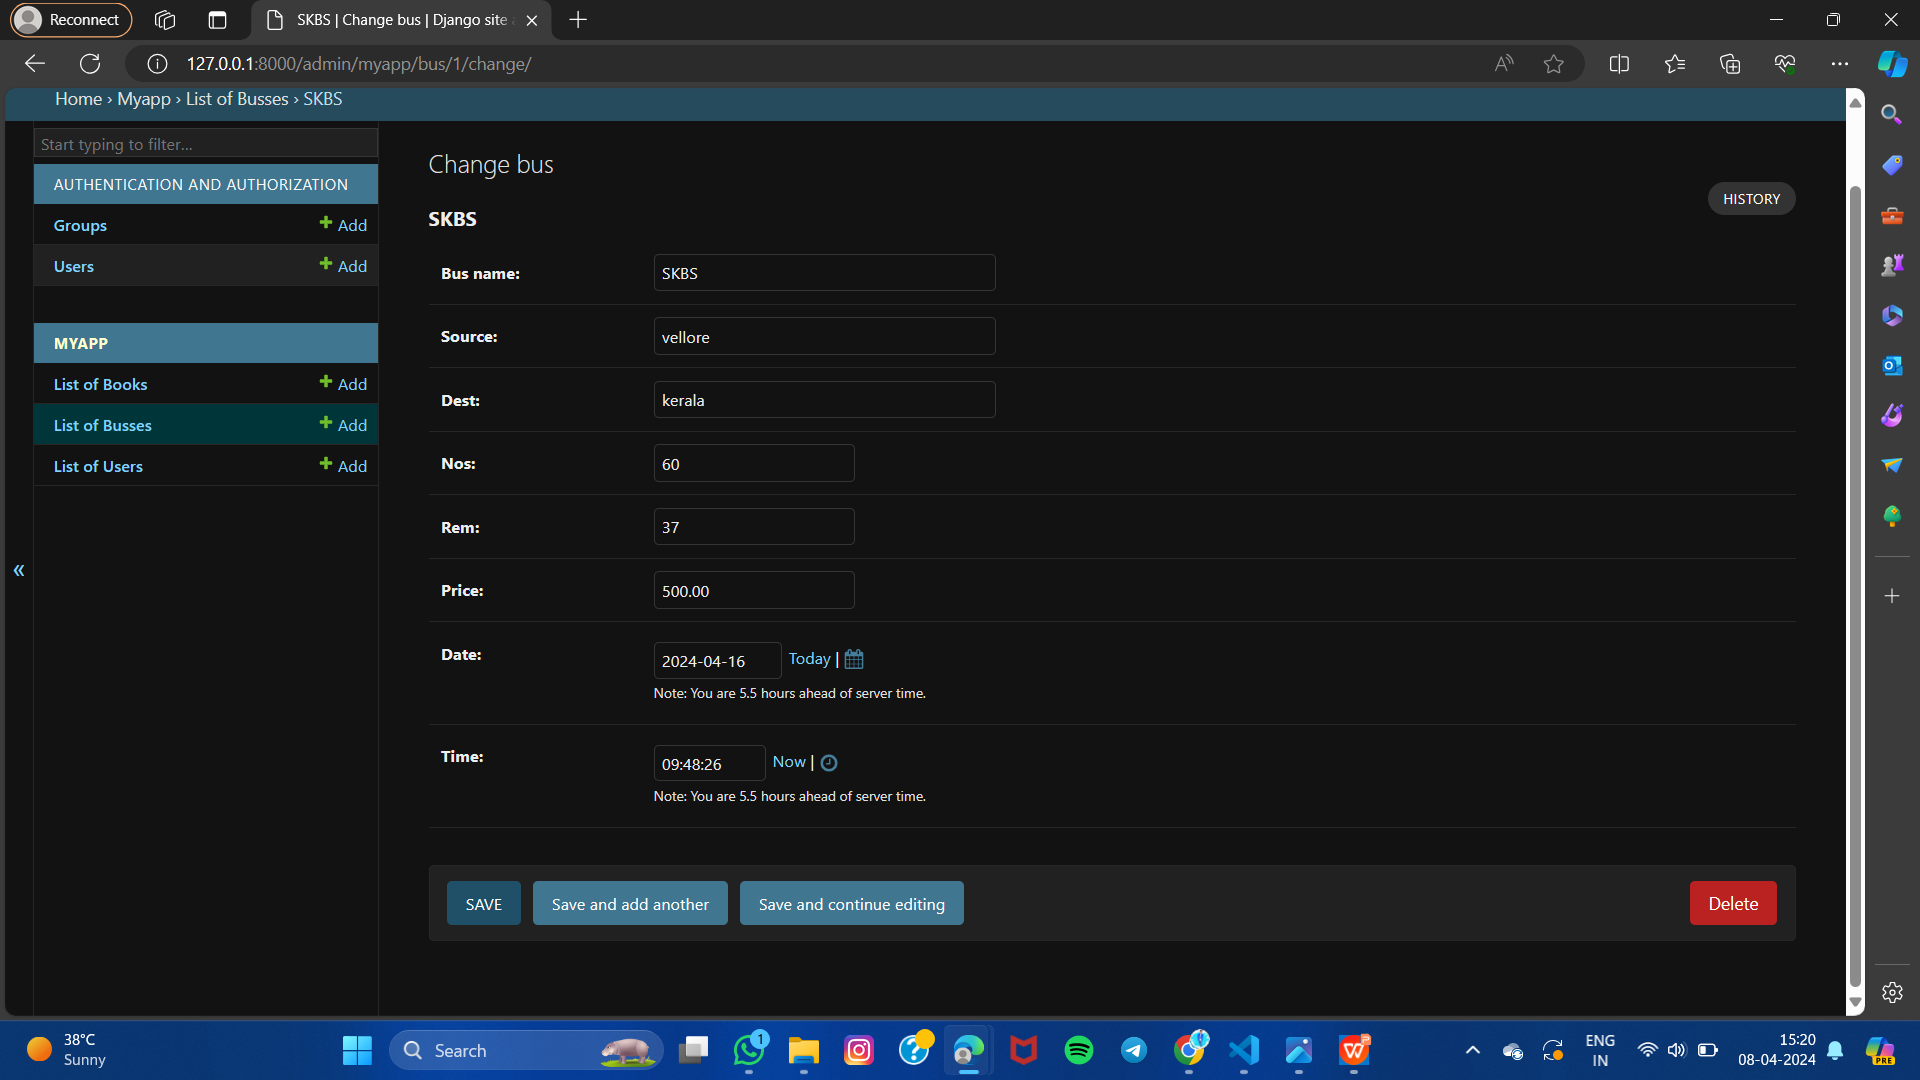 Reconnect
SKBS | Change bus | Django site
127.0.0.1:8000/admin/myapp/bus/1/change/
Home › Myapp › List of Busses › SKBS
Start typing to filter...
AUTHENTICATION AND AUTHORIZATION
Groups
Add
Users
Add
MYAPP
List of Books
Add
List of Busses
Add
List of Users
Add
«
Change bus
HISTORY
SKBS
Bus name:
SKBS
Source:
vellore
Dest:
kerala
Nos:
60
Rem:
37
Price:
500.00
Date:
2024-04-16
Today |
Note: You are 5.5 hours ahead of server time.
Time:
09:48:26
Now |
Note: You are 5.5 hours ahead of server time.
SAVE
Save and add another
Save and continue editing
Delete
38°C
Sunny
Search
1
ENG
IN
15:20
08-04-2024
PRE